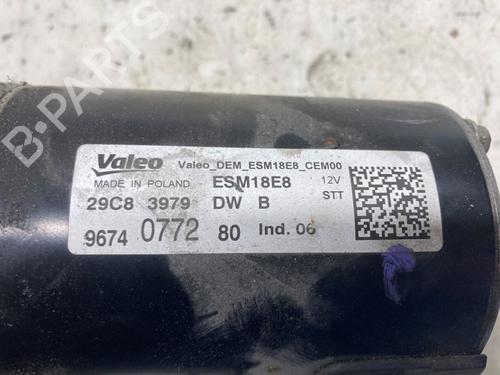 Valeo Valeo_DEM_ESM18E8_CEM00
MADE IN POLAND ESM18E8 12V
29C8 3979 DW B STT
9674 0772 80 Ind. 06
B-PARTS